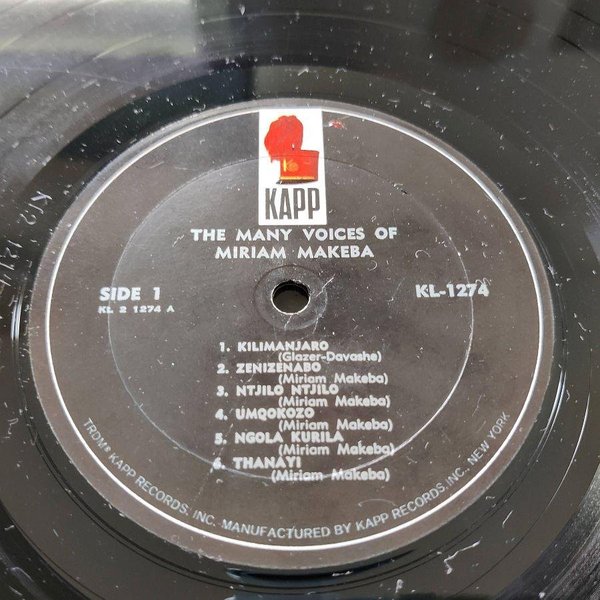 KAPP
THE MANY VOICES OF
MIRIAM MAKEBA
SIDE 1
KL 2 1274 A
KL-1274
1. KILIMANJARO
(Glazer-Davashe)
2. ZENIZENABO
(Miriam Makeba)
3. NTJILO NTJILO
(Miriam Makeba)
4. UMQOKOZO
(Miriam Makeba)
5. NGOLA KURILA
(Miriam Makeba)
6. THANAYI
(Miriam Makeba)
TRDM® KAPP RECORDS, INC. MANUFACTURED BY KAPP RECORDS, INC., NEW YORK